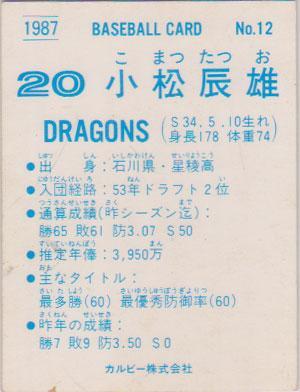 1987 BASEBALL CARD No.12
こ まつ たつ お
20 小松辰雄
DRAGONS (S34.5.10生れ
身長178 体重74)
しゅっ しん いしかわけん せいりょうこう
●出 身：石川県・星稜高
にゅうだんけいろ ねん い
●入団経路：53年ドラフト2位
つうさんせいせき さく まで
●通算成績(昨シーズン迄)：
勝65 敗61 防3.07 S50
すいていねんぽう まん
●推定年俸：3,950万
おも
●主なタイトル：
さい た しょう さいゆうしゅうぼうぎょりつ
最多勝(60) 最優秀防御率(60)
さくねん せいせき
●昨年の成績：
勝7 敗9 防3.50 S0
カルビー株式会社